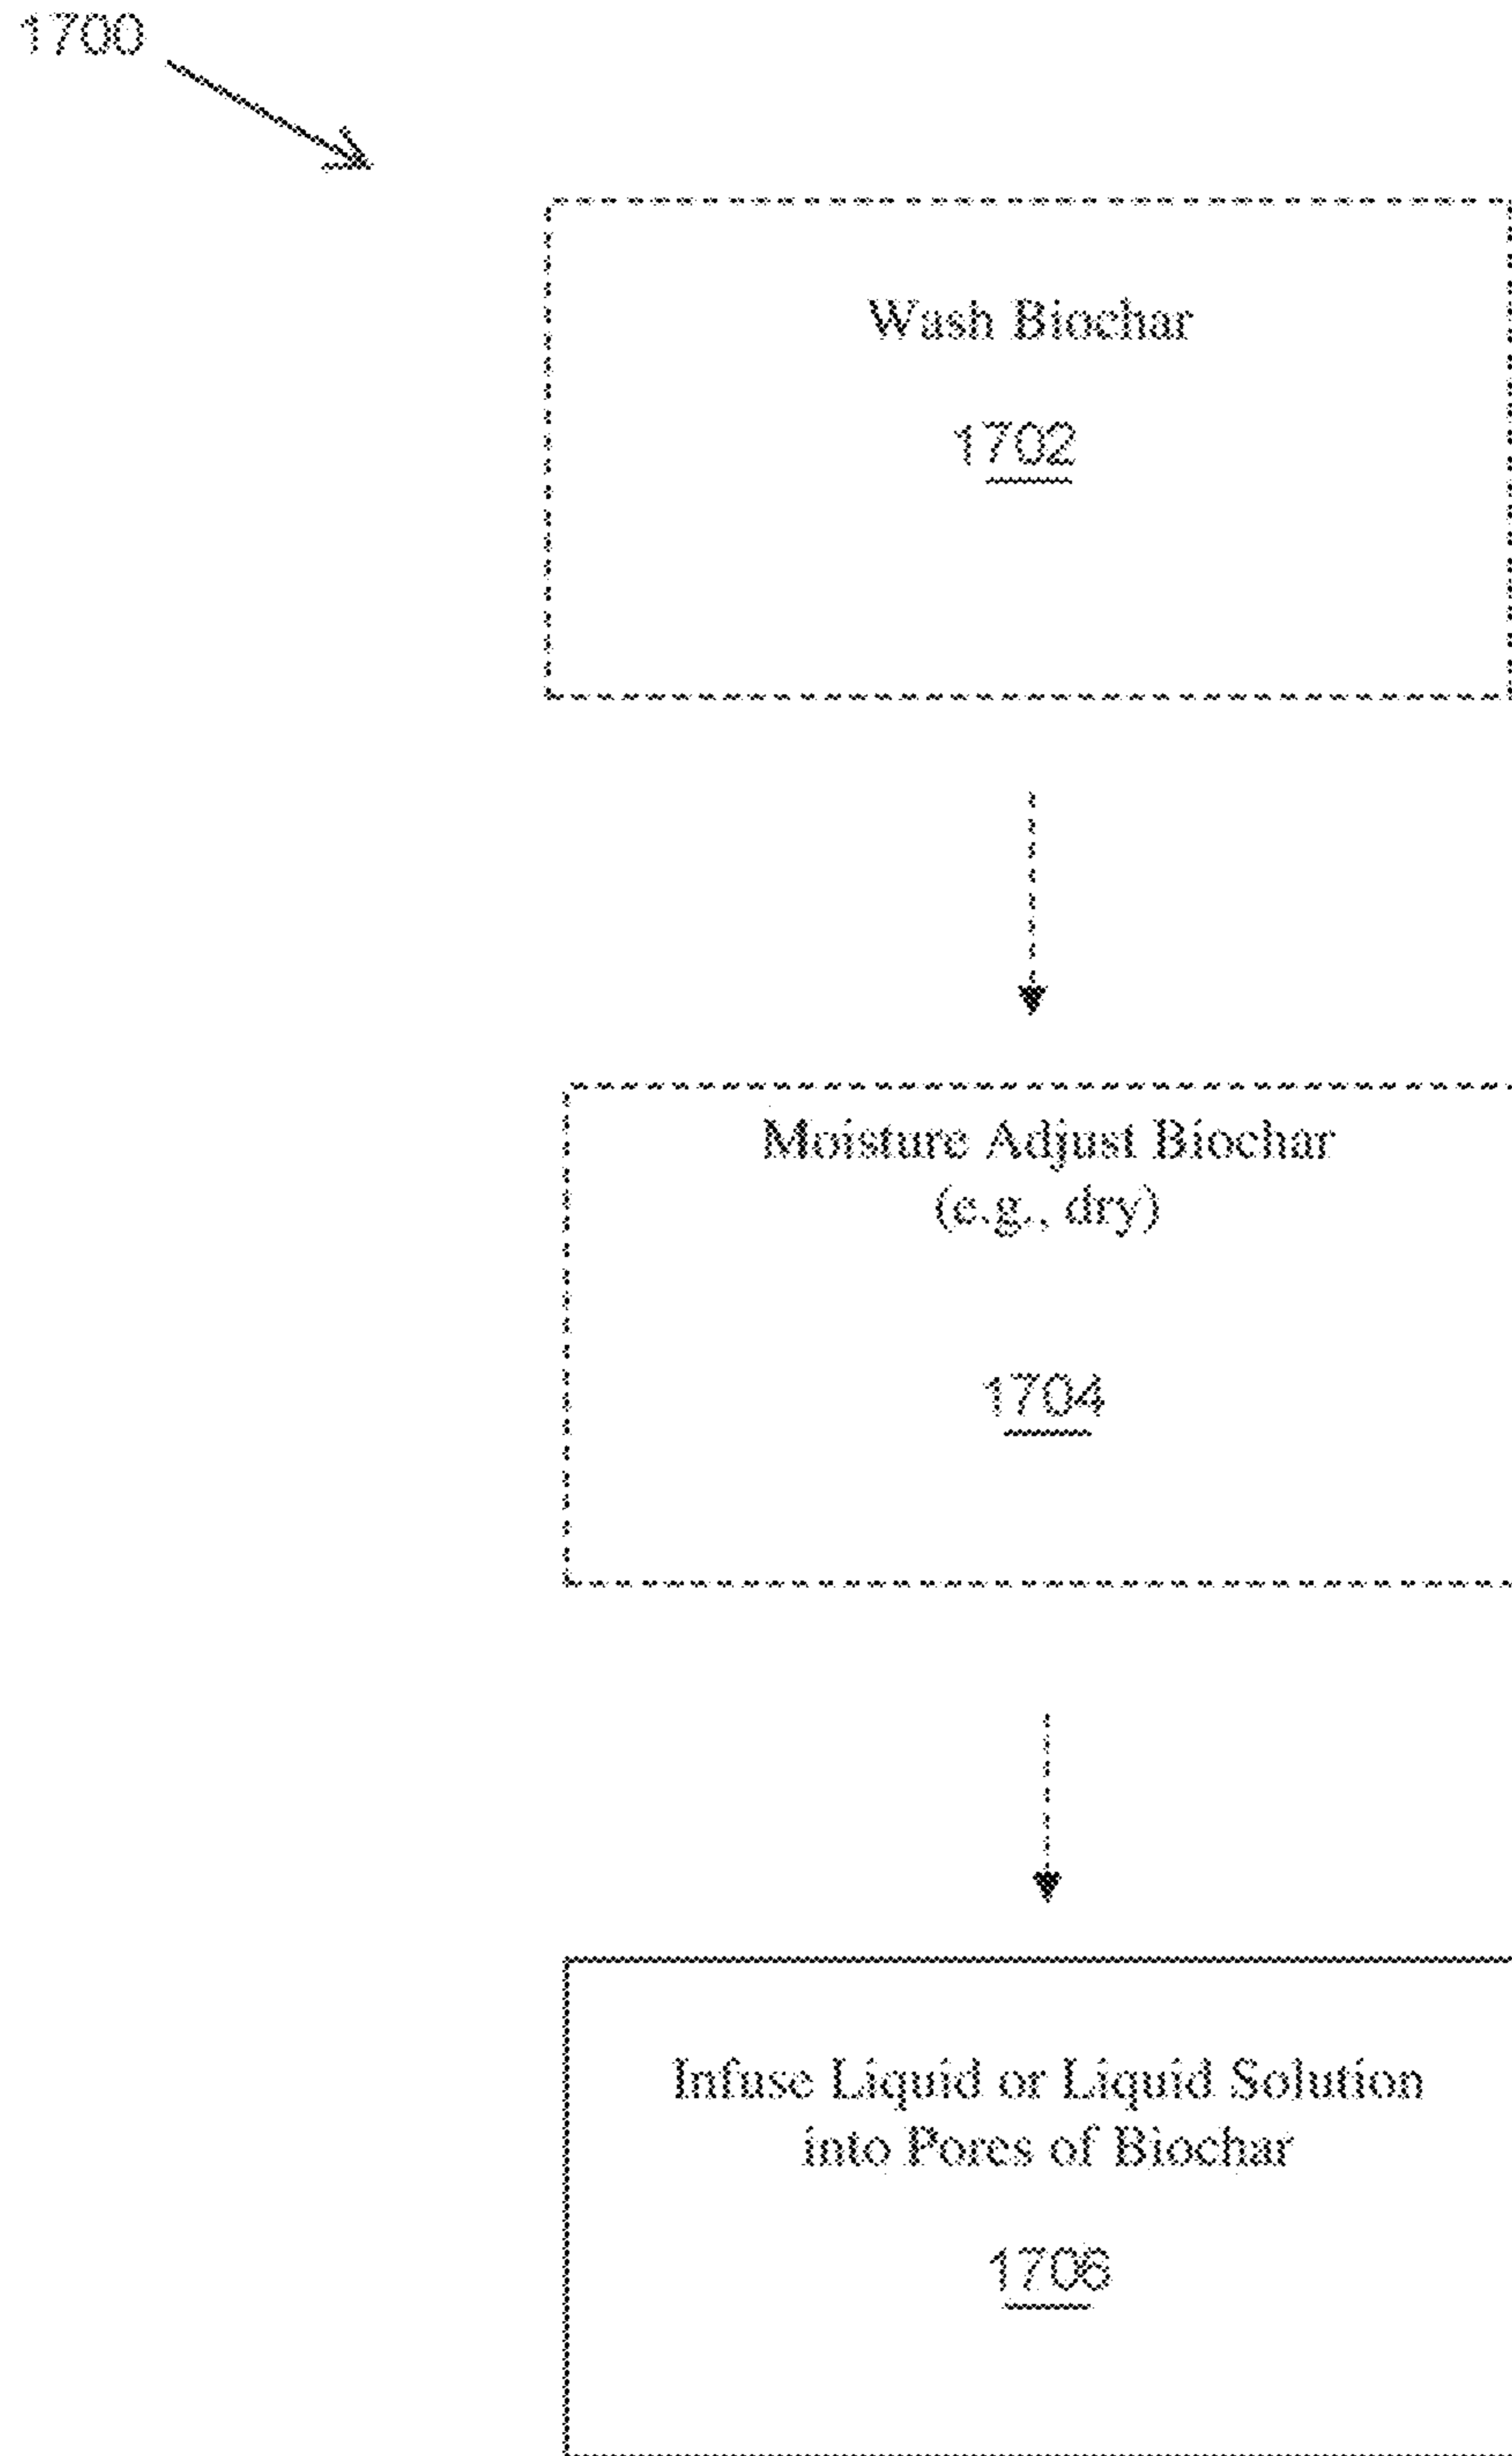 1700
Wash Biochar
1702
Moisture Adjust Biochar
(e.g., dry)
1704
Infuse Liquid or Liquid Solution
into Pores of Biochar
1706